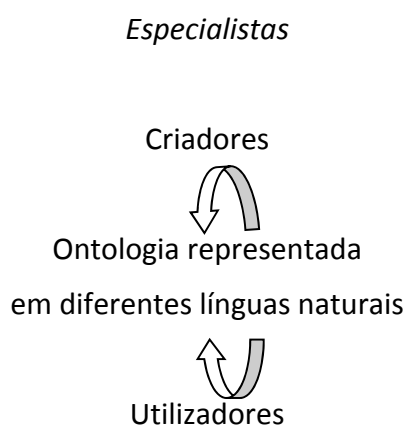 Especialistas
Criadores
Ontologia representada
em diferentes línguas naturais
Utilizadores